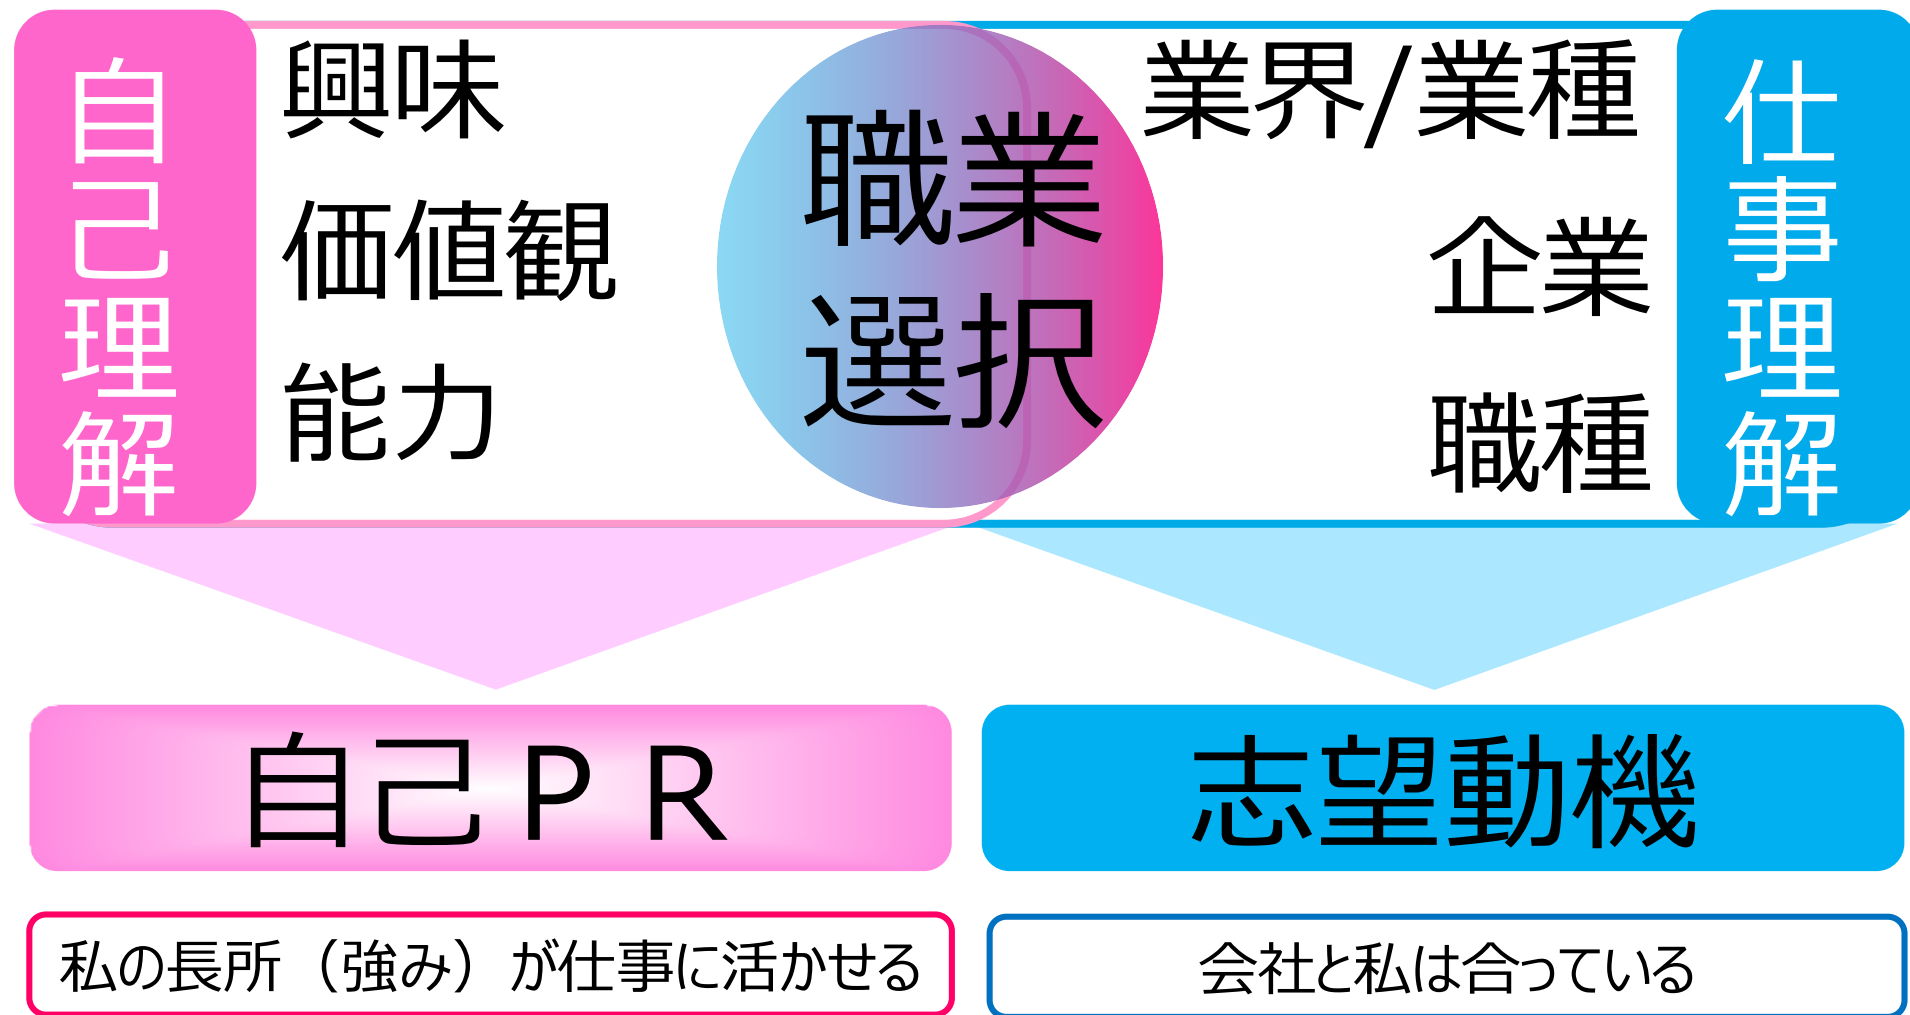 自己理解
興味
価値観
能力
職業
選択
業界/業種
企業
職種
仕事理解
自己ＰＲ
志望動機
私の長所（強み）が仕事に活かせる
会社と私は合っている